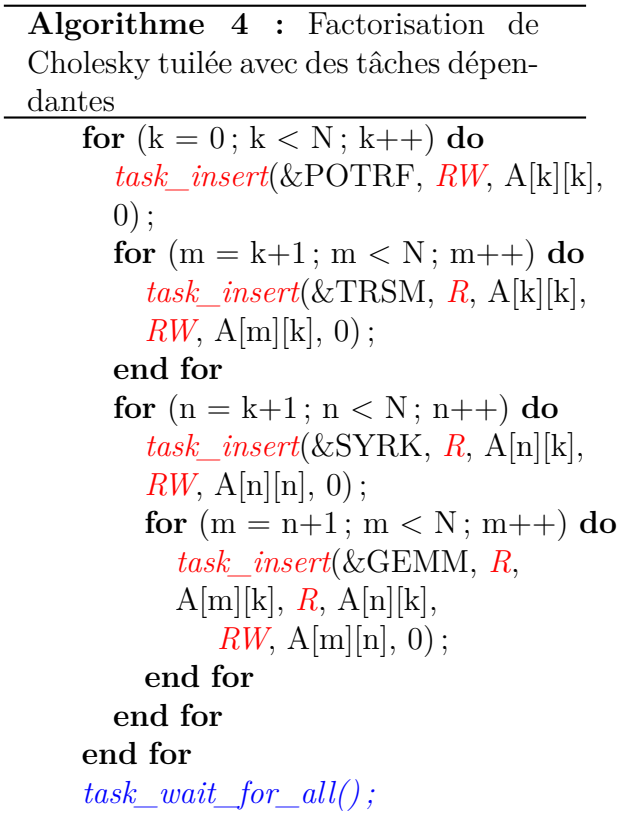 Algorithme 4 : Factorisation de
Cholesky tuilée avec des tâches dépen-
dantes
for (k = 0 ; k < N ; k++) do
task_insert(&POTRF, RW, A[k][k],
0) ;
for (m = k+1 ; m < N ; m++) do
task_insert(&TRSM, R, A[k][k],
RW, A[m][k], 0) ;
end for
for (n = k+1 ; n < N ; n++) do
task_insert(&SYRK, R, A[n][k],
RW, A[n][n], 0) ;
for (m = n+1 ; m < N ; m++) do
task_insert(&GEMM, R,
A[m][k], R, A[n][k],
RW, A[m][n], 0) ;
end for
end for
end for
task_wait_for_all() ;